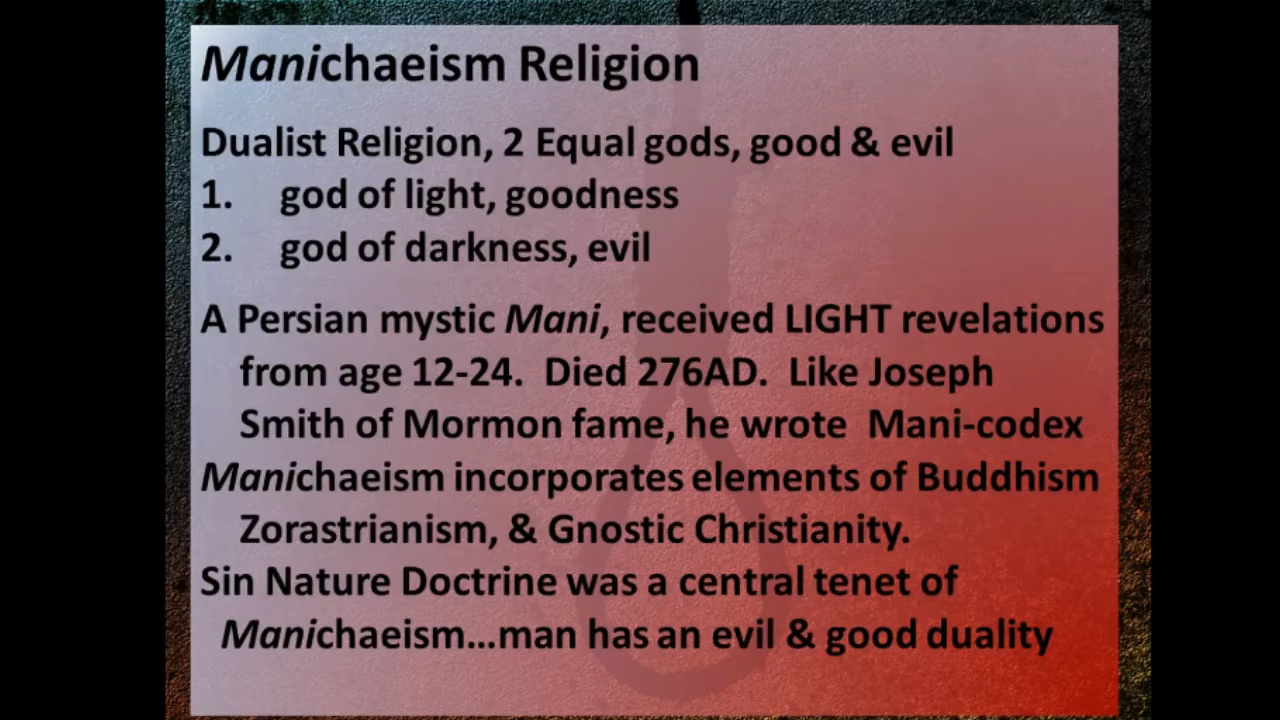 Manichaeism Religion
Dualist Religion, 2 Equal gods, good & evil
1. god of light, goodness
2. god of darkness, evil
A Persian mystic Mani, received LIGHT revelations
from age 12-24. Died 276AD. Like Joseph
Smith of Mormon fame, he wrote Mani-codex
Manichaeism incorporates elements of Buddhism
Zorastrianism, & Gnostic Christianity.
Sin Nature Doctrine was a central tenet of
Manichaeism...man has an evil & good duality